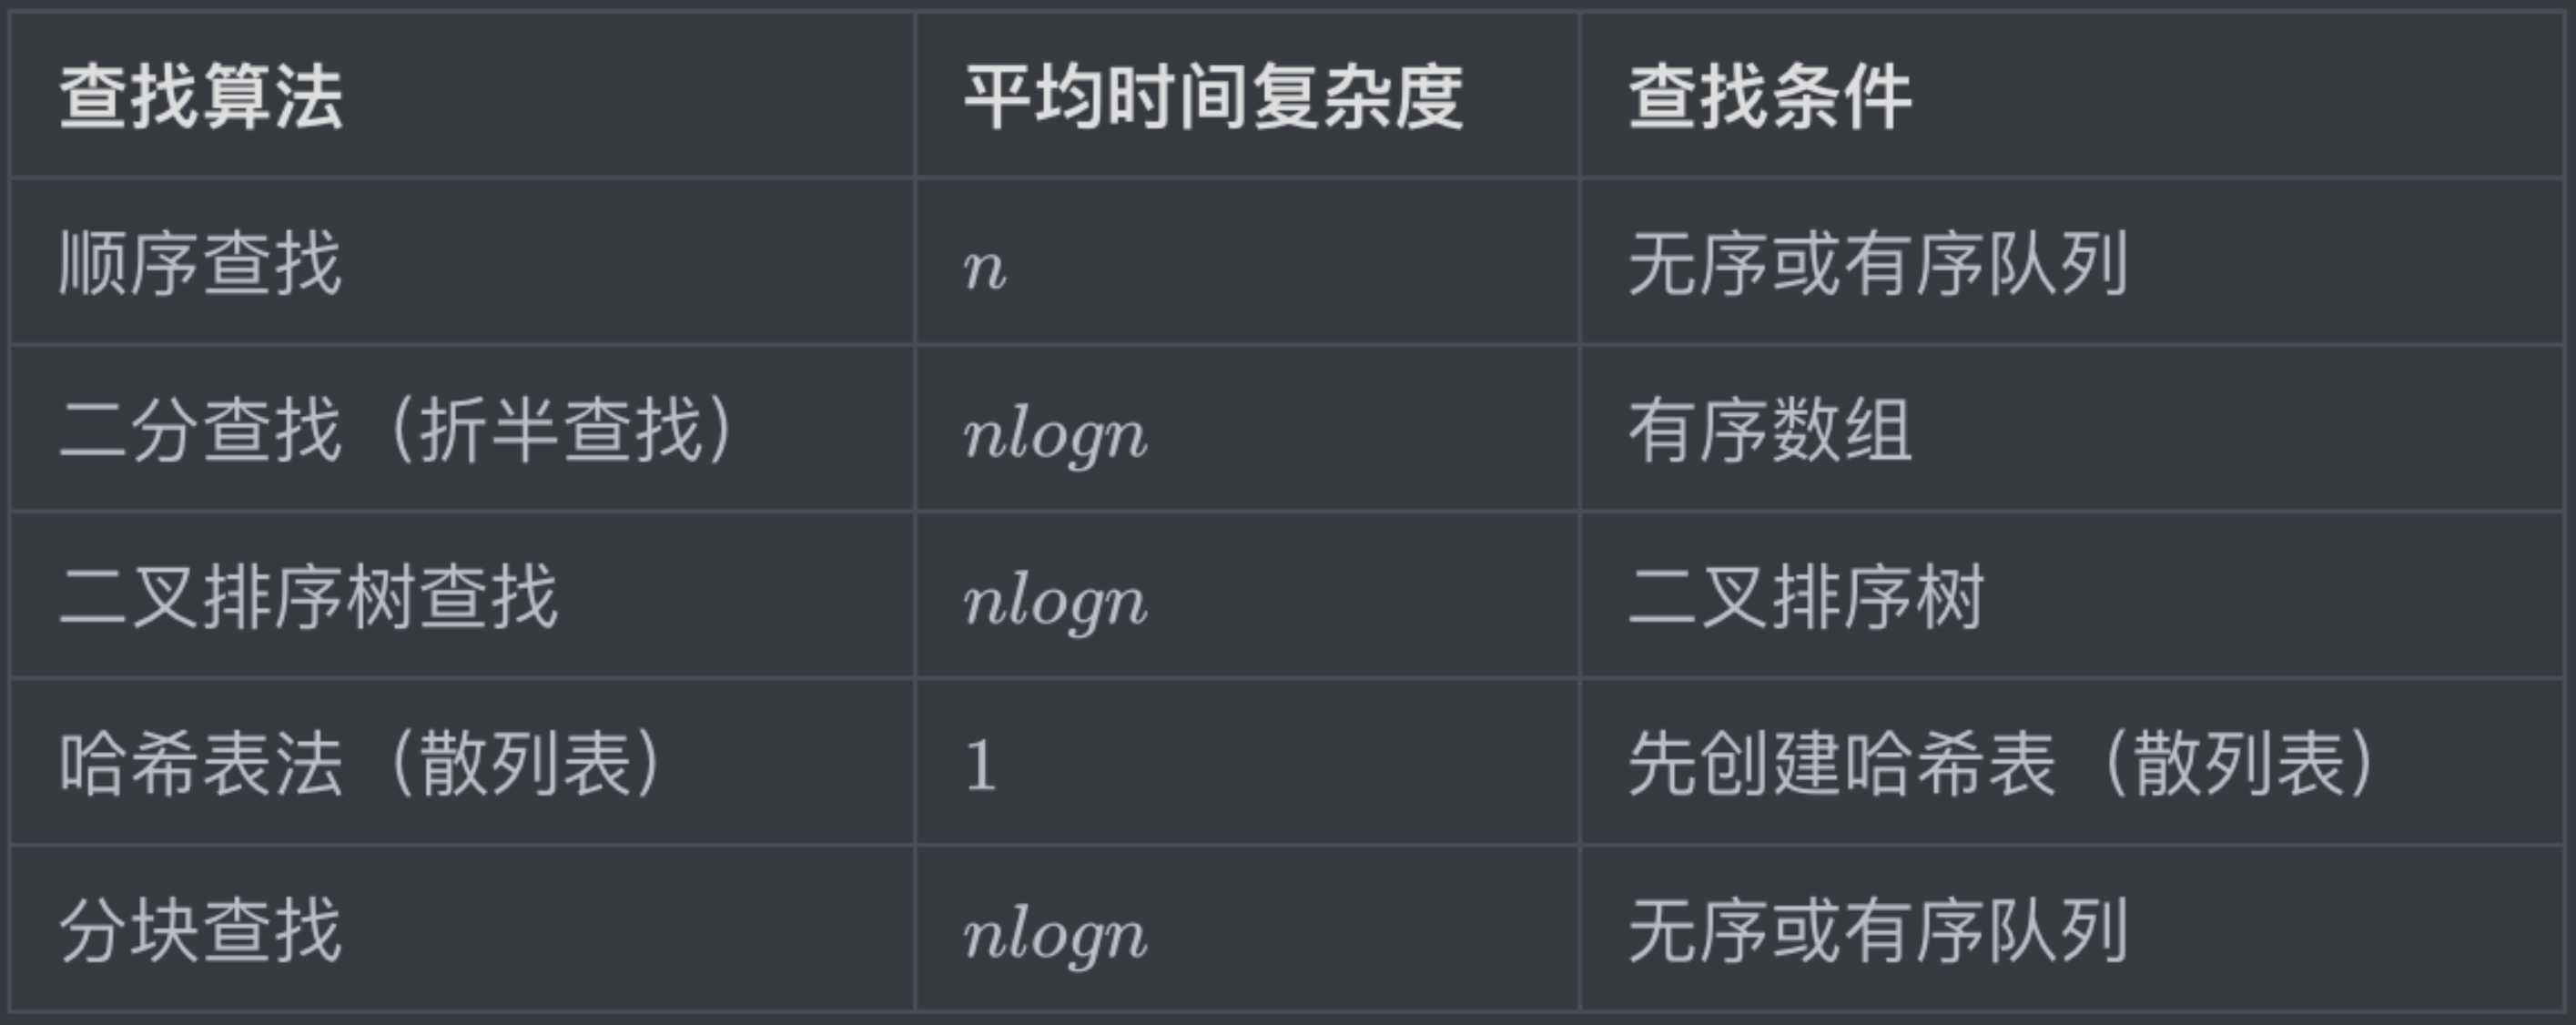 查找算法 平均时间复杂度 查找条件
顺序查找 n 无序或有序队列
二分查找（折半查找） nlogn 有序数组
二叉排序树查找 nlogn 二叉排序树
哈希表法（散列表） 1 先创建哈希表（散列表）
分块查找 nlogn 无序或有序队列